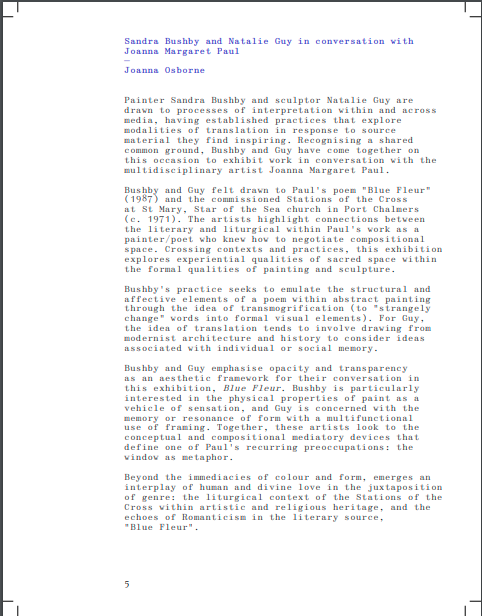 Sandra Bushby and Natalie Guy in conversation with
Joanna Margaret Paul
—
Joanna Osborne
Painter Sandra Bushby and sculptor Natalie Guy are
drawn to processes of interpretation within and across
media, having established practices that explore
modalities of translation in response to source
material they find inspiring. Recognising a shared
common ground, Bushby and Guy have come together on
this occasion to exhibit work in conversation with the
multidisciplinary artist Joanna Margaret Paul.
Bushby and Guy felt drawn to Paul's poem "Blue Fleur"
(1987) and the commissioned Stations of the Cross
at St Mary, Star of the Sea church in Port Chalmers
(c. 1971). The artists highlight connections between
the literary and liturgical within Paul's work as a
painter/poet who knew how to negotiate compositional
space. Crossing contexts and practices, this exhibition
explores experiential qualities of sacred space within
the formal qualities of painting and sculpture.
Bushby's practice seeks to emulate the structural and
affective elements of a poem within abstract painting
through the idea of transmogrification (to "strangely
change" words into formal visual elements). For Guy,
the idea of translation tends to involve drawing from
modernist architecture and history to consider ideas
associated with individual or social memory.
Bushby and Guy emphasise opacity and transparency
as an aesthetic framework for their conversation in
this exhibition, Blue Fleur. Bushby is particularly
interested in the physical properties of paint as a
vehicle of sensation, and Guy is concerned with the
memory or resonance of form with a multifunctional
use of framing. Together, these artists look to the
conceptual and compositional mediatory devices that
define one of Paul's recurring preoccupations: the
window as metaphor.
Beyond the immediacies of colour and form, emerges an
interplay of human and divine love in the juxtaposition
of genre: the liturgical context of the Stations of the
Cross within artistic and religious heritage, and the
echoes of Romanticism in the literary source,
"Blue Fleur".
5